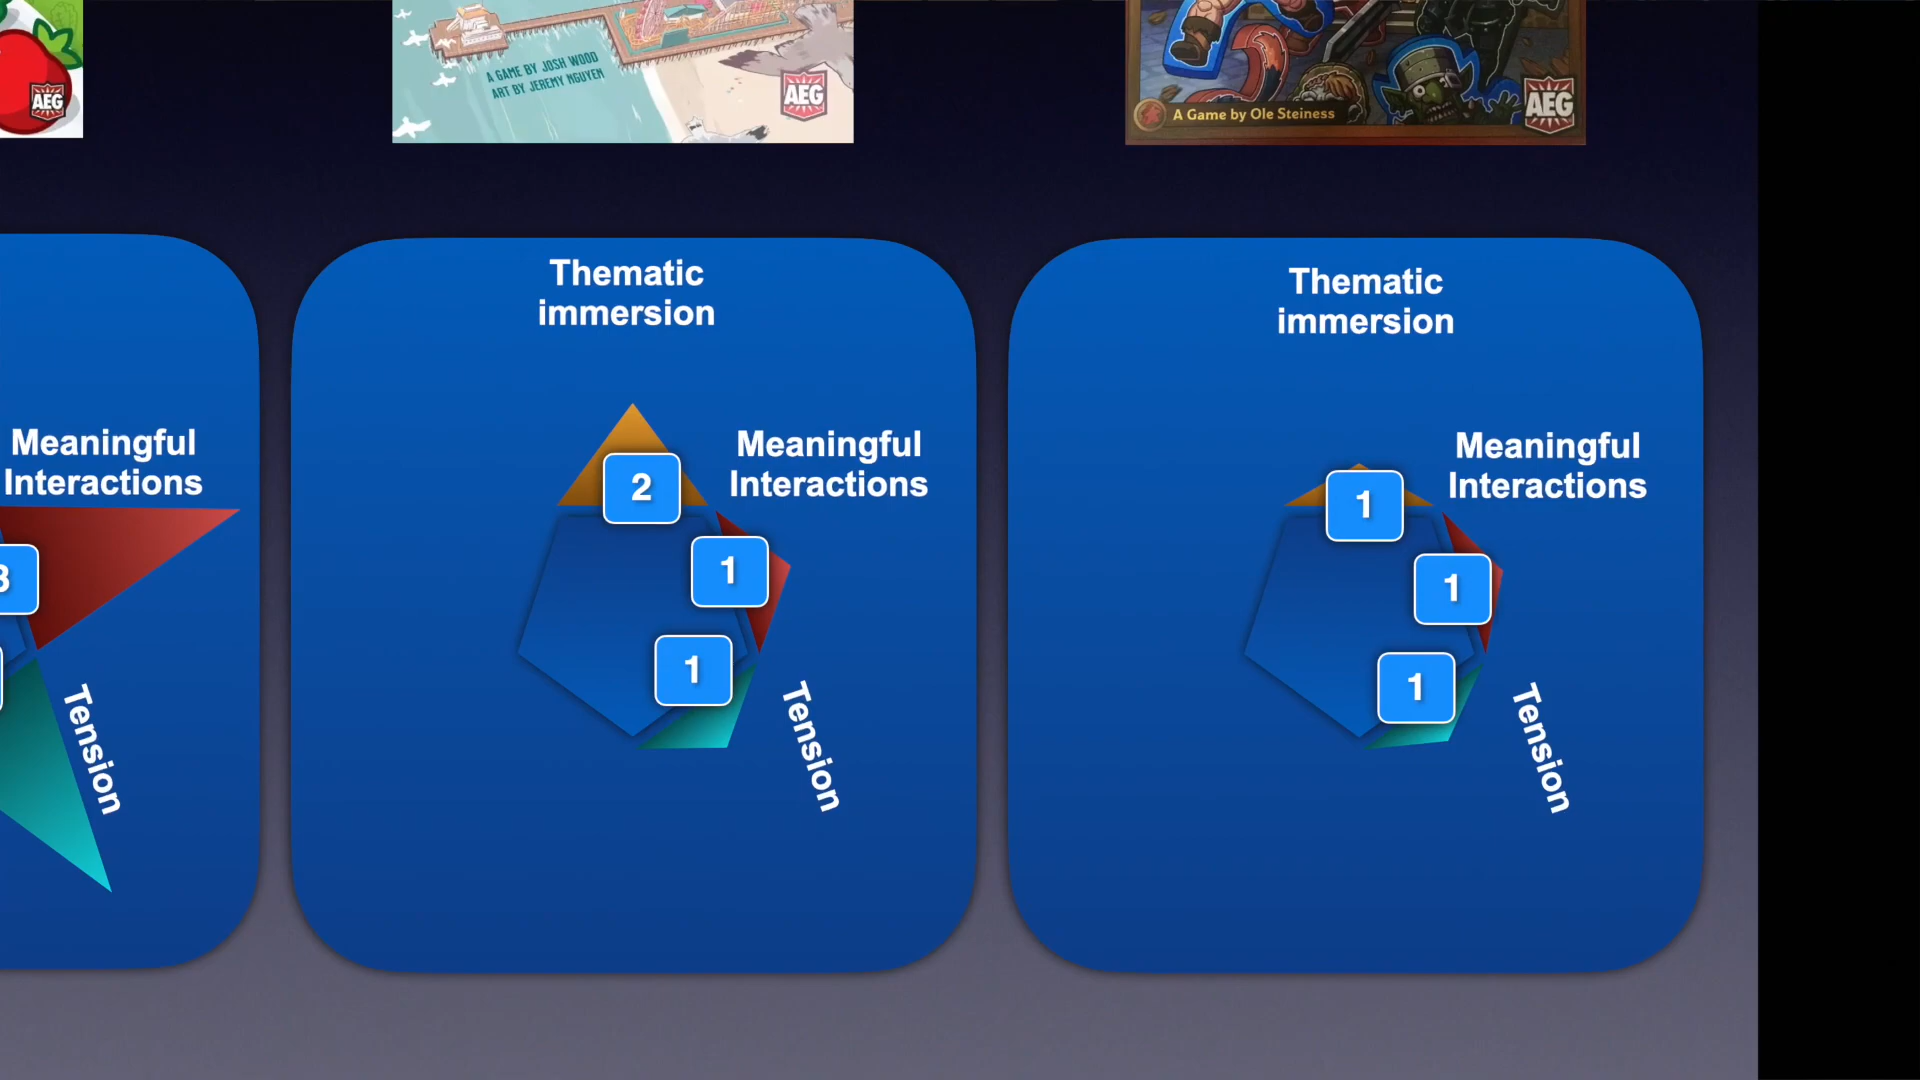 AEG
A GAME BY JOSH WOOD
ART BY JEREMY NGUYEN
AEG
A Game by Ole Steiness
AEG
Meaningful
Interactions
3
Tension
Thematic
immersion
2
Meaningful
Interactions
1
1
Tension
Thematic
immersion
1
Meaningful
Interactions
1
1
Tension